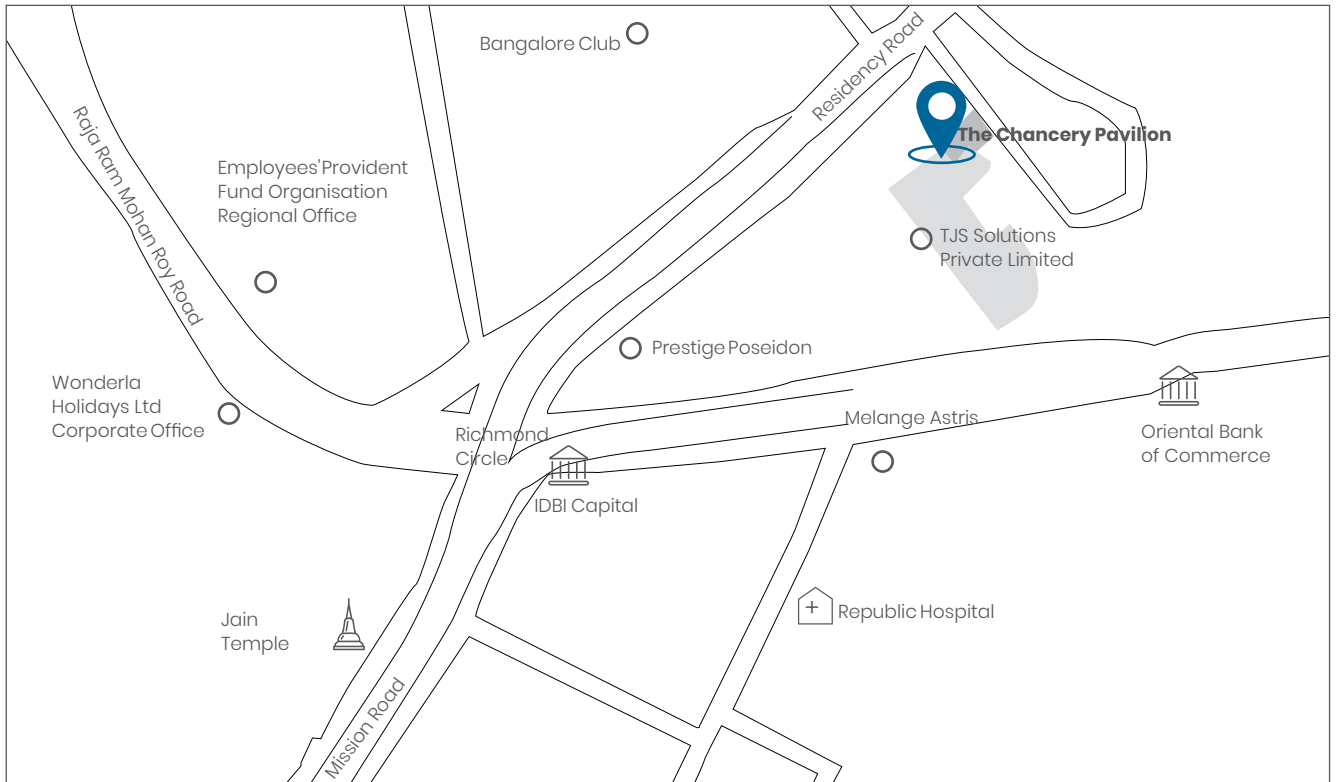 Bangalore Club
Residency Road
The Chancery Pavilion
Raja Ram Mohan Roy Road
Employees'Provident
Fund Organisation
Regional Office
TJS Solutions
Private Limited
Prestige Poseidon
Wonderla
Holidays Ltd
Corporate Office
Richmond
Circle
Melange Astris
Oriental Bank
of Commerce
IDBI Capital
Jain
Temple
Republic Hospital
Mission Road